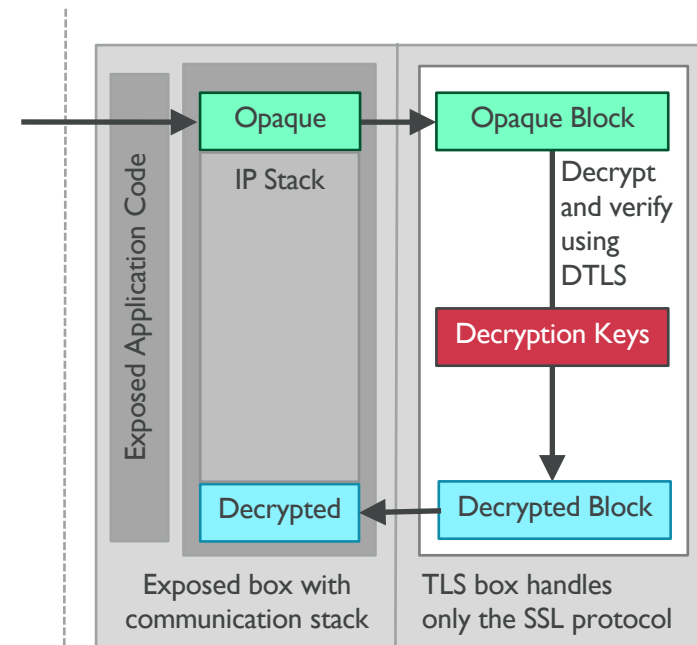 Exposed Application Code
Opaque
IP Stack
Decrypted
Opaque Block
Decrypt
and verify
using
DTLS
Decryption Keys
Decrypted Block
Exposed box with
communication stack
TLS box handles
only the SSL protocol